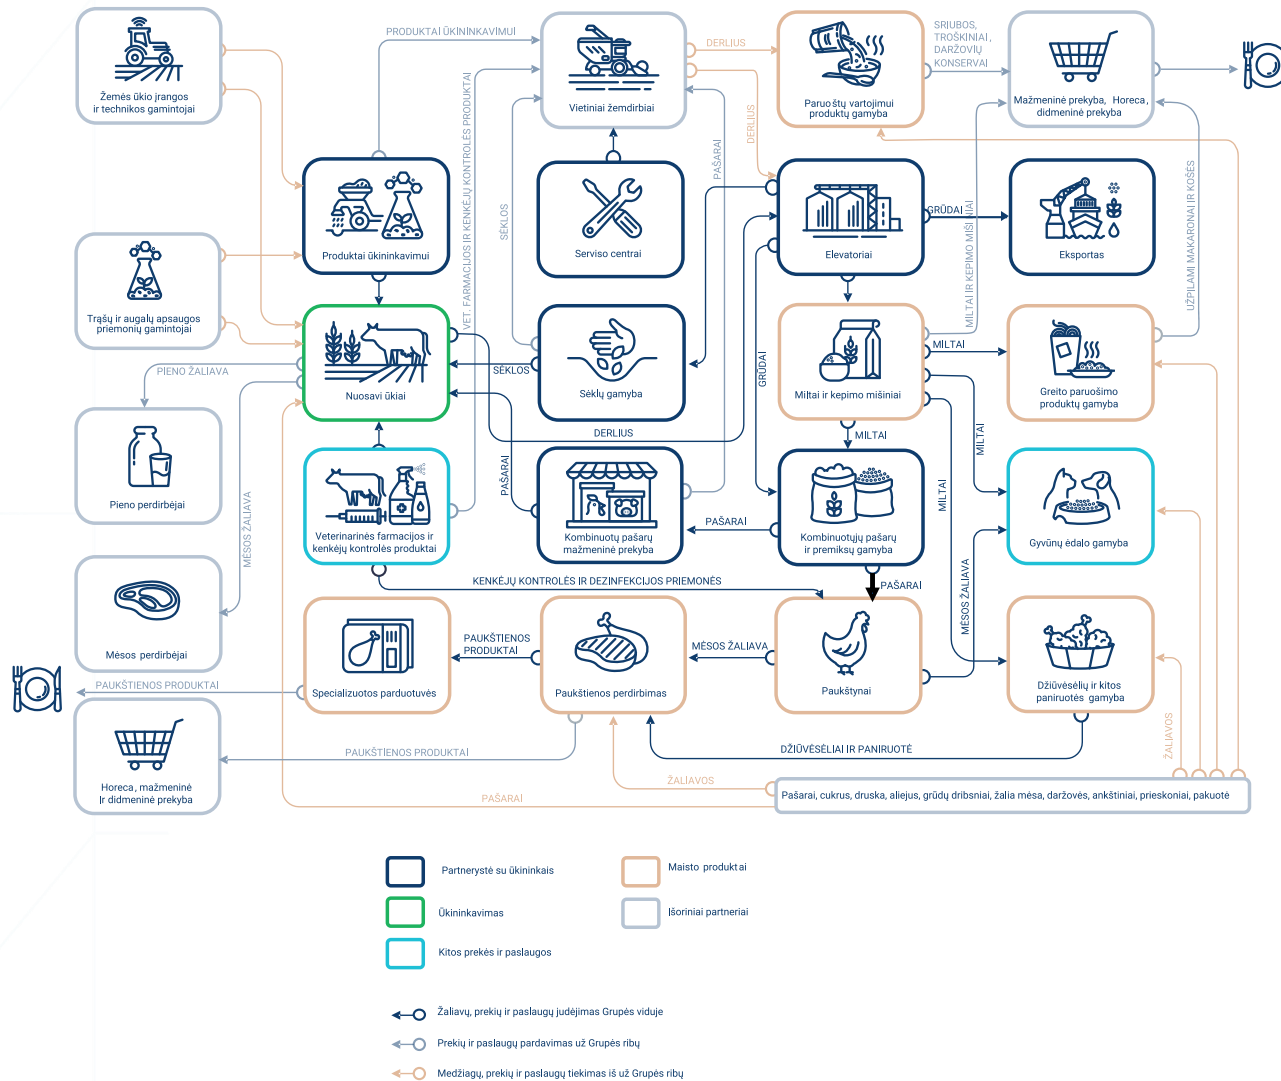 Žemės ūkio įrangos
ir technikos gamintojai
PRODUKTAI ŪKININKAVIMUI
Vietiniai žemdirbiai
DERLIUS
DERLIUS
Paruoštų vartojimui
produktų gamyba
SRIUBOS,
TROŠKINIAI,
DARŽOVIŲ
KONSERVAI
Mažmeninė prekyba, Horeca,
didmeninė prekyba
VET. FARMACIJOS IR KENKĖJŲ KONTROLĖS PRODUKTAI
SĖKLOS
PAŠARAI
Produktai ūkininkavimui
Serviso centrai
Elevatoriai
GRŪDAI
MILTAI IR KEPIMO MIŠINIAI
Eksportas
UŽPILAMI MAKARONAI IR KOŠĖS
Trąšų ir augalų apsaugos
priemonių gamintojai
PIENO ŽALIAVA
Nuosavi ūkiai
SĖKLOS
Sėklų gamyba
GRŪDAI
Miltai ir kepimo mišiniai
MILTAI
Greito paruošimo
produktų gamyba
DERLIUS
MILTAI
MILTAI
MILTAI
Pieno perdirbėjai
MĖSOS ŽALIAVA
Veterinarinės farmacijos ir
kenkėjų kontrolės produktai
PAŠARAI
Kombinuotų pašarų
mažmeninė prekyba
PAŠARAI
Kombinuotųjų pašarų
ir premiksų gamyba
Gyvūnų ėdalo gamyba
KENKĖJŲ KONTROLĖS IR DEZINFEKCIJOS PRIEMONĖS
PAŠARAI
MĖSOS ŽALIAVA
Mėsos perdirbėjai
PAUKŠTIENOS PRODUKTAI
Specializuotos parduotuvės
PAUKŠTIENOS
PRODUKTAI
Paukštienos perdirbimas
MĖSOS ŽALIAVA
Paukštynai
Džiūvėsėlių ir kitos
paniruotės gamyba
PAUKŠTIENOS PRODUKTAI
DŽIŪVĖSĖLIAI IR PANIRUOTĖ
ŽALIAVOS
Horeca, mažmeninė
Ir didmeninė prekyba
PAŠARAI
ŽALIAVOS
Pašarai, cukrus, druska, aliejus, grūdų dribsniai, žalia mėsa, daržovės, ankštiniai, prieskoniai, pakuotė
Partnerystė su ūkininkais
Maisto produktai
Ūkininkavimas
Išoriniai partneriai
Kitos prekės ir paslaugos
Žaliavų, prekių ir paslaugų judėjimas Grupės viduje
Prekių ir paslaugų pardavimas už Grupės ribų
Medžiagų, prekių ir paslaugų tiekimas iš už Grupės ribų